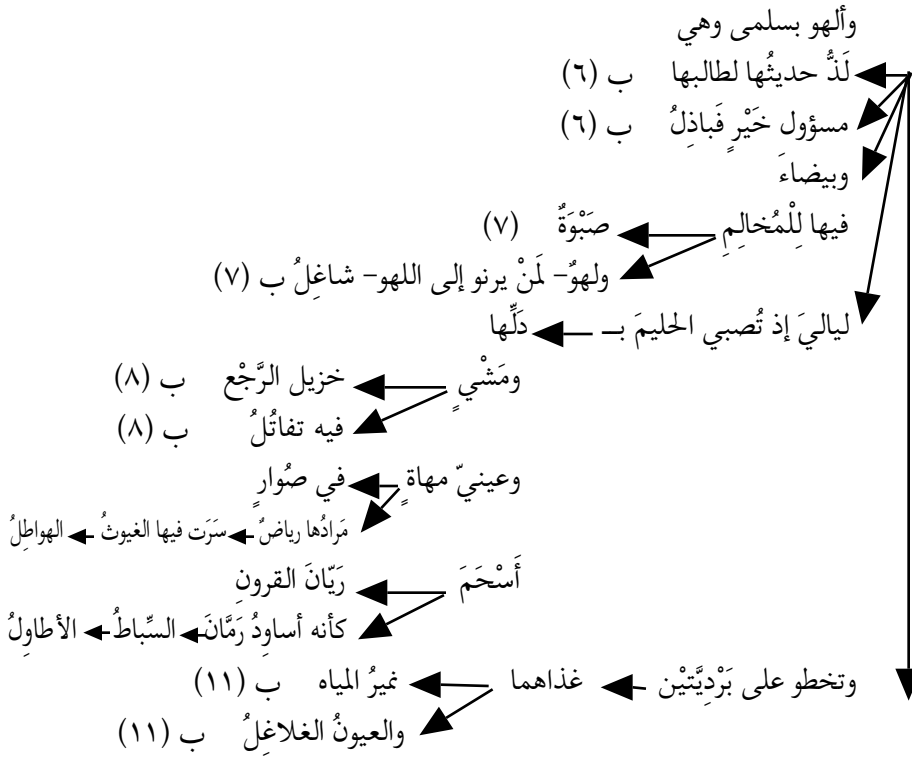 وألهو بسلمى وهي
لَذُّ حديثُها لطالبها ب (٦)
مسؤول خَيْرٍ فَباذِلُ ب (٦)
وبيضاءَ
فيها لِلْمُخالِمِ صَبْوَةٌ (٧)
ولهوٌ- لَمنْ يرنو إلى اللهو- شاغِلُ ب (٧)
لياليَ إذ تُصبي الحليمَ بـ دَلِّها
ومَشْيٍ خزيل الرَّجْع ب (٨)
فيه تفاتُلُ ب (٨)
وعينيّ مهاةٍ في صُوارٍ
مَرادُها رياضٌ سَرَت فيها الغيوثُ الهواطِلُ
أَسْحَمَ رَيّانَ القرونِ
كأنه أساوِدُ رَمَّانَ السِّباطُ الأطاوِلُ
وتخطو على بَرْدِيَّتيْن غذاهما نميرُ المياه ب (١١)
والعيونُ الغلاغِلُ ب (١١)